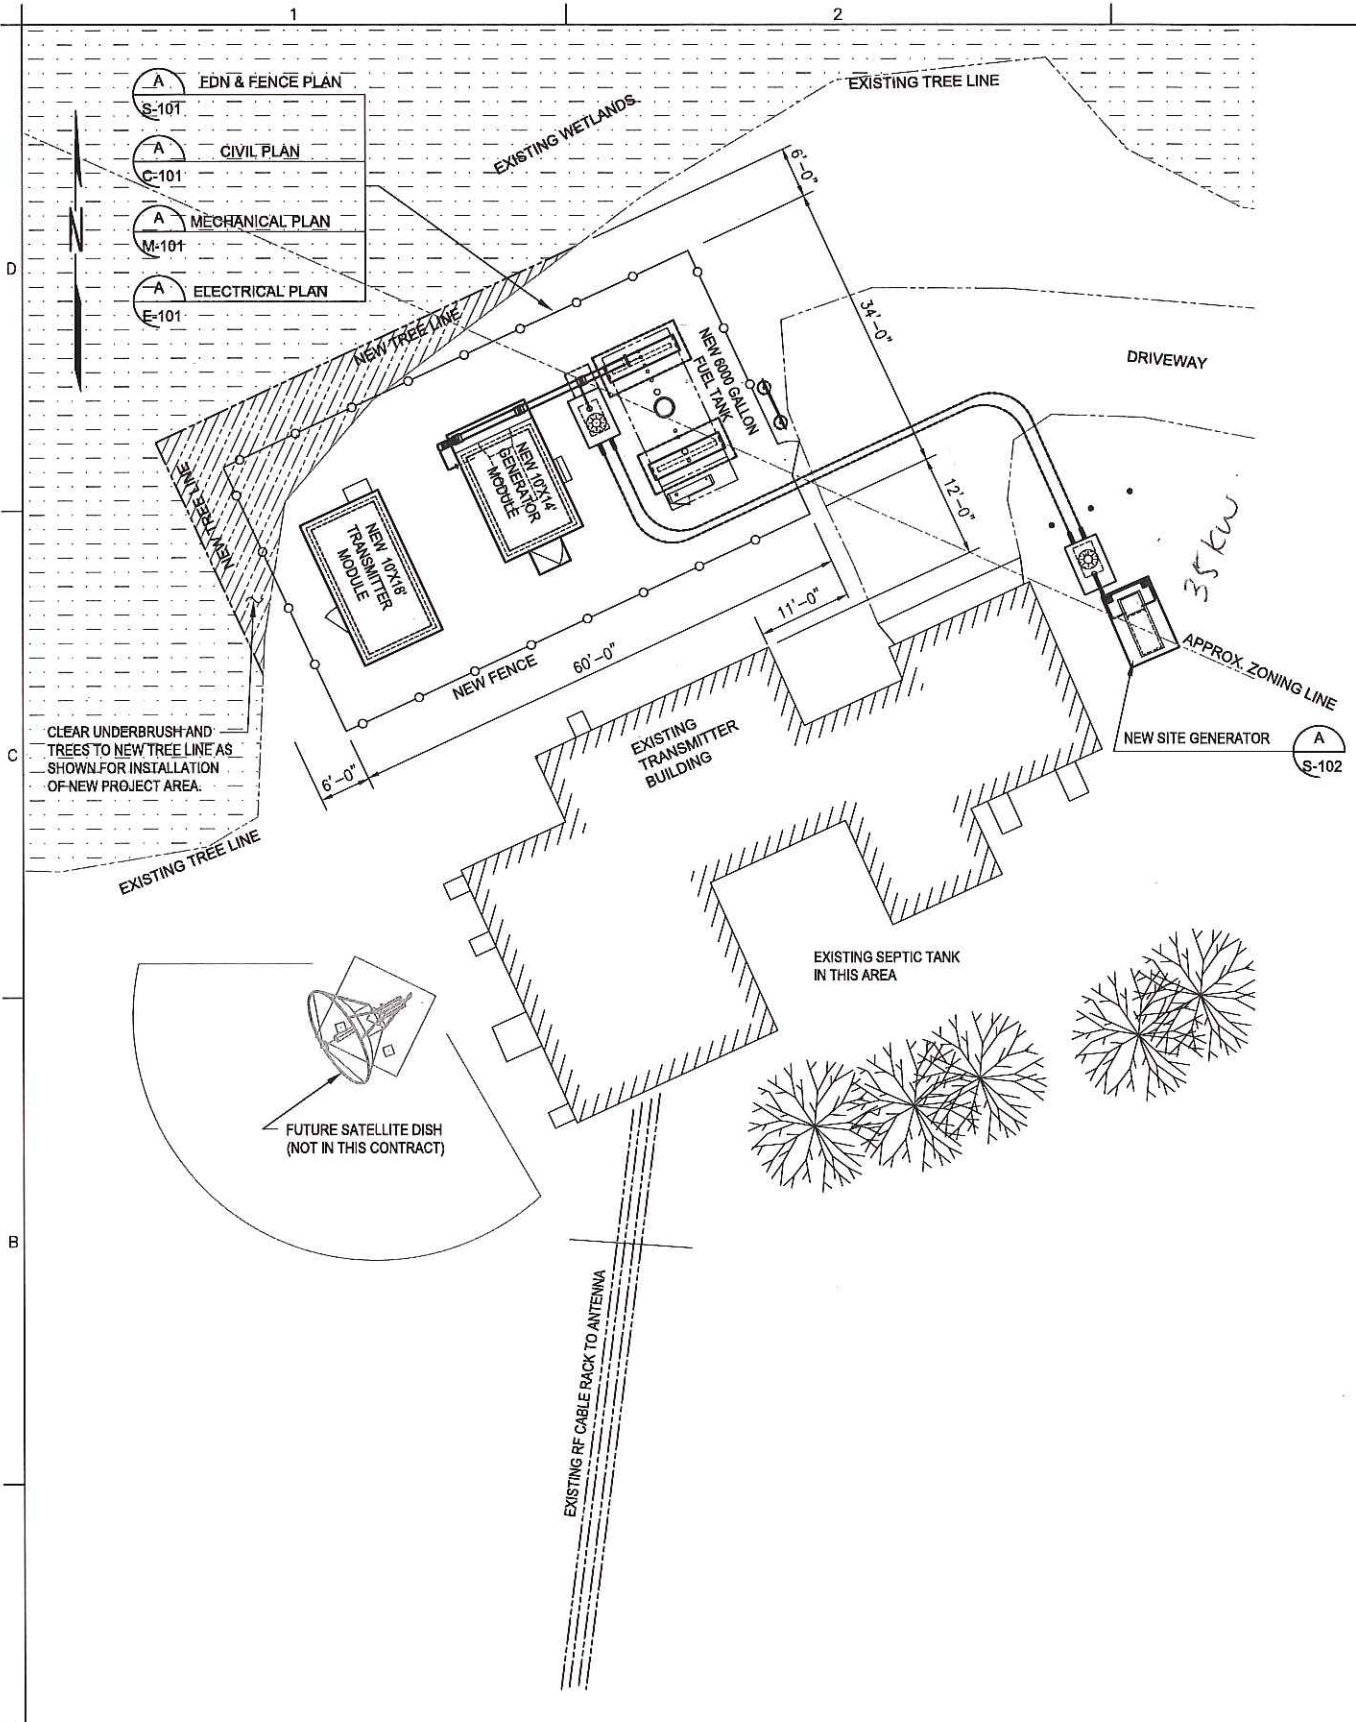 1
2
A FDN & FENCE PLAN
S-101
A CIVIL PLAN
C-101
A MECHANICAL PLAN
M-101
A ELECTRICAL PLAN
E-101
N
EXISTING WETLANDS
EXISTING TREE LINE
6'-0"
D
34'-0"
DRIVEWAY
NEW TREE LINE
NEW 6000 GALLON
FUEL TANK
NEW TREE LINE
NEW 10'X14'
GENERATOR
MODULE
NEW 10'X16'
TRANSMITTER
MODULE
12'-0"
35 KW
11'-0"
60'-0"
NEW FENCE
APPROX. ZONING LINE
CLEAR UNDERBRUSH AND
TREES TO NEW TREE LINE AS
SHOWN FOR INSTALLATION
OF NEW PROJECT AREA.
EXISTING
TRANSMITTER
BUILDING
NEW SITE GENERATOR
A
S-102
C
6'-0"
EXISTING TREE LINE
EXISTING SEPTIC TANK
IN THIS AREA
FUTURE SATELLITE DISH
(NOT IN THIS CONTRACT)
B
EXISTING RF CABLE RACK TO ANTENNA